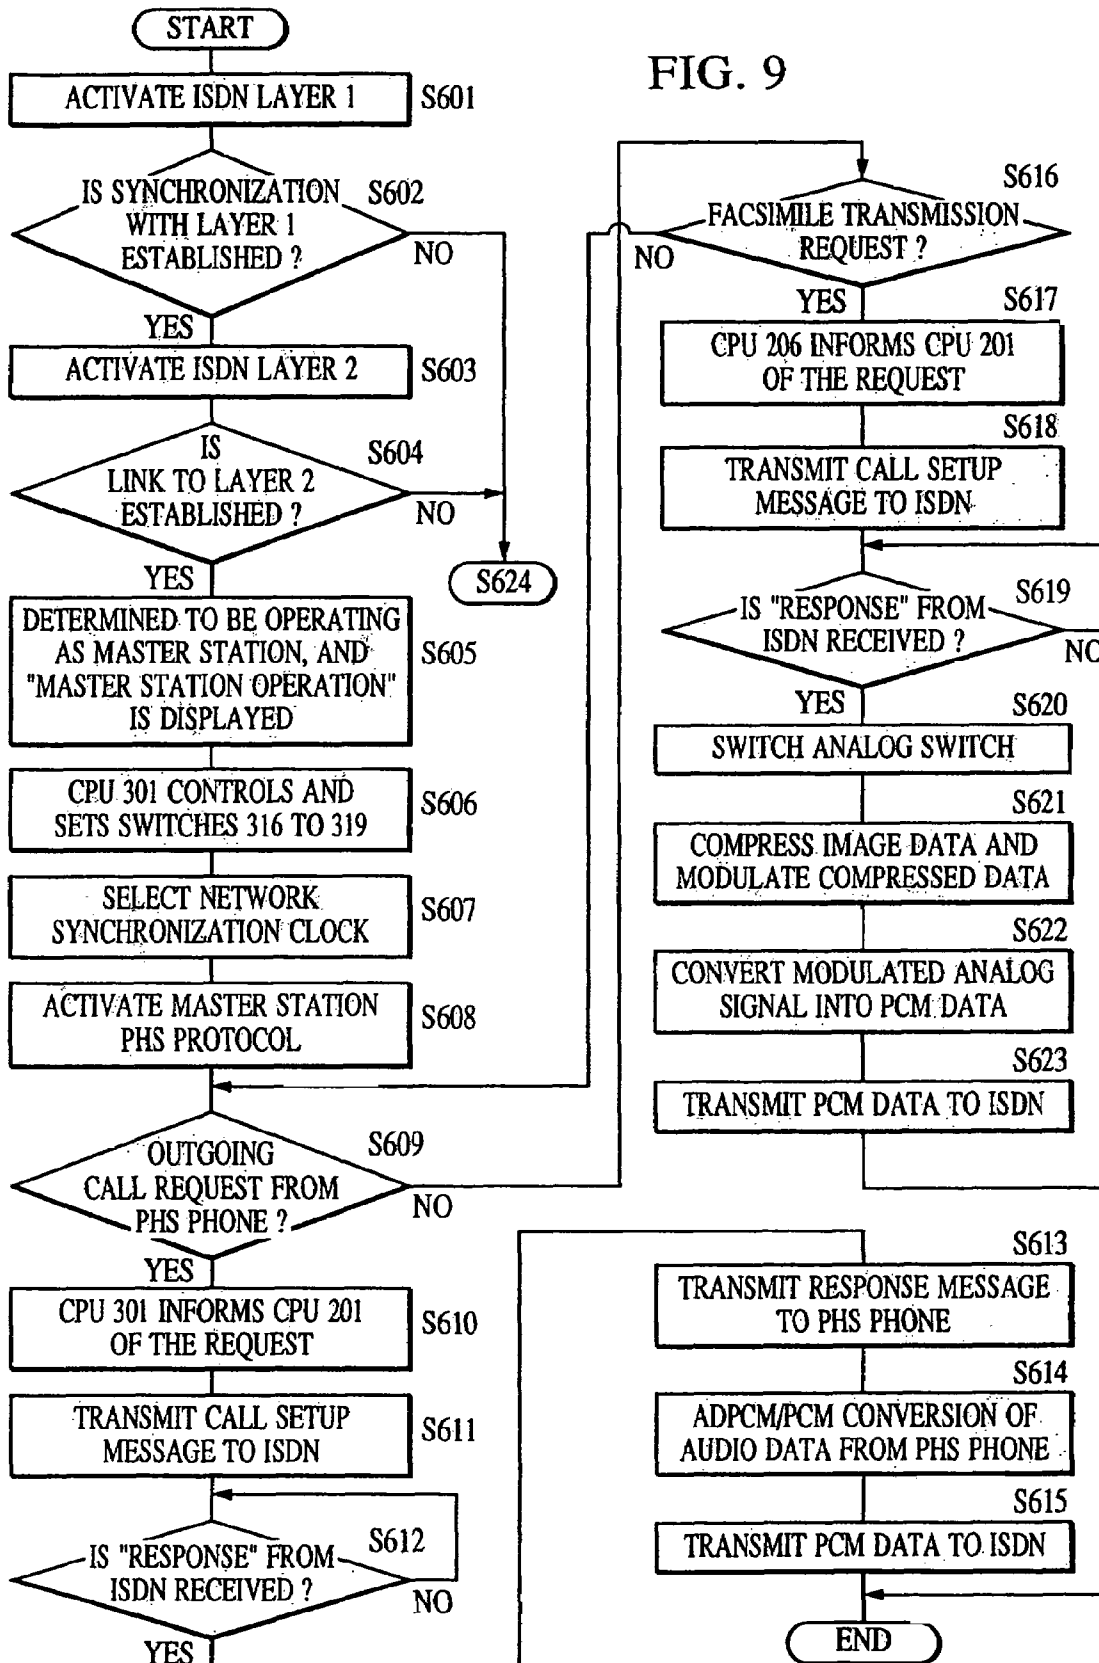 FIG. 9
START
ACTIVATE ISDN LAYER 1
S601
IS SYNCHRONIZATION
WITH LAYER 1
ESTABLISHED ?
S602
NO
YES
ACTIVATE ISDN LAYER 2
S603
IS
LINK TO LAYER 2
ESTABLISHED ?
S604
NO
S624
YES
DETERMINED TO BE OPERATING
AS MASTER STATION, AND
"MASTER STATION OPERATION"
IS DISPLAYED
S605
CPU 301 CONTROLS AND
SETS SWITCHES 316 TO 319
S606
SELECT NETWORK
SYNCHRONIZATION CLOCK
S607
ACTIVATE MASTER STATION
PHS PROTOCOL
S608
OUTGOING
CALL REQUEST FROM
PHS PHONE ?
S609
NO
YES
CPU 301 INFORMS CPU 201
OF THE REQUEST
S610
TRANSMIT CALL SETUP
MESSAGE TO ISDN
S611
IS "RESPONSE" FROM
ISDN RECEIVED ?
S612
NO
YES
S616
FACSIMILE TRANSMISSION
REQUEST ?
NO
YES
S617
CPU 206 INFORMS CPU 201
OF THE REQUEST
S618
TRANSMIT CALL SETUP
MESSAGE TO ISDN
S619
IS "RESPONSE" FROM
ISDN RECEIVED ?
NO
YES
S620
SWITCH ANALOG SWITCH
S621
COMPRESS IMAGE DATA AND
MODULATE COMPRESSED DATA
S622
CONVERT MODULATED ANALOG
SIGNAL INTO PCM DATA
S623
TRANSMIT PCM DATA TO ISDN
S613
TRANSMIT RESPONSE MESSAGE
TO PHS PHONE
S614
ADPCM/PCM CONVERSION OF
AUDIO DATA FROM PHS PHONE
S615
TRANSMIT PCM DATA TO ISDN
END